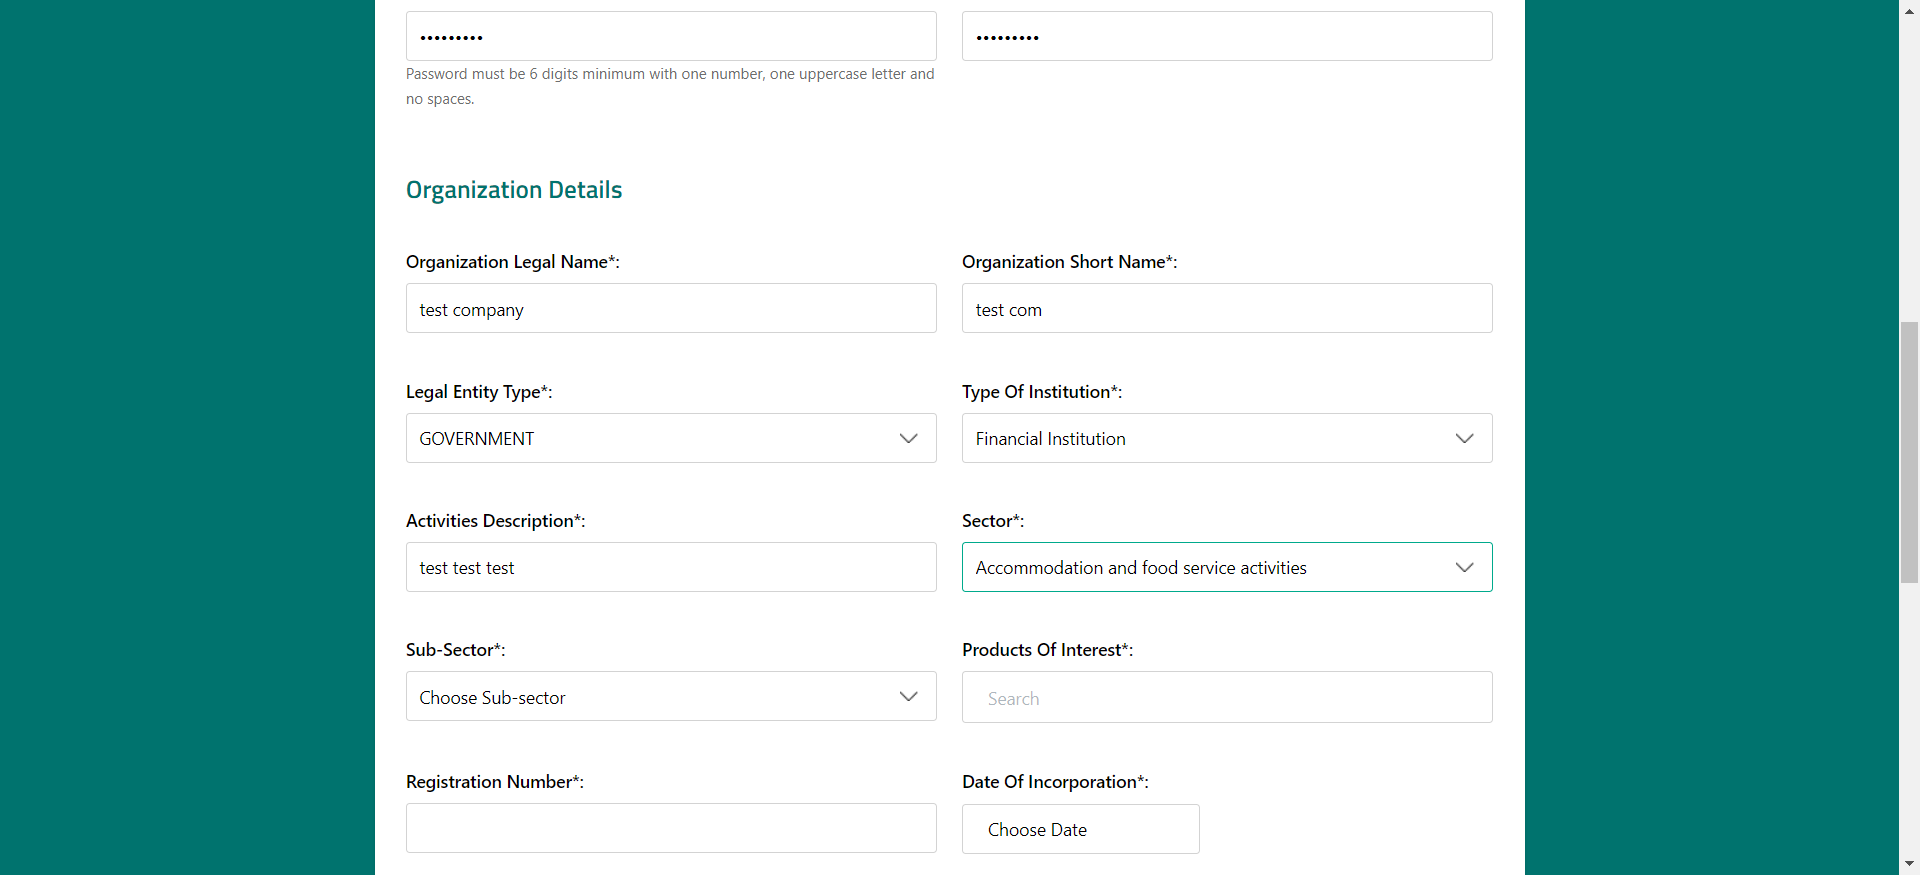 •••••••••
•••••••••
Password must be 6 digits minimum with one number, one uppercase letter and
no spaces.
Organization Details
Organization Legal Name*:
Organization Short Name*:
test company
test com
Legal Entity Type*:
Type Of Institution*:
GOVERNMENT
Financial Institution
Activities Description*:
Sector*:
test test test
Accommodation and food service activities
Sub-Sector*:
Products Of Interest*:
Choose Sub-sector
Search
Registration Number*:
Date Of Incorporation*:
Choose Date